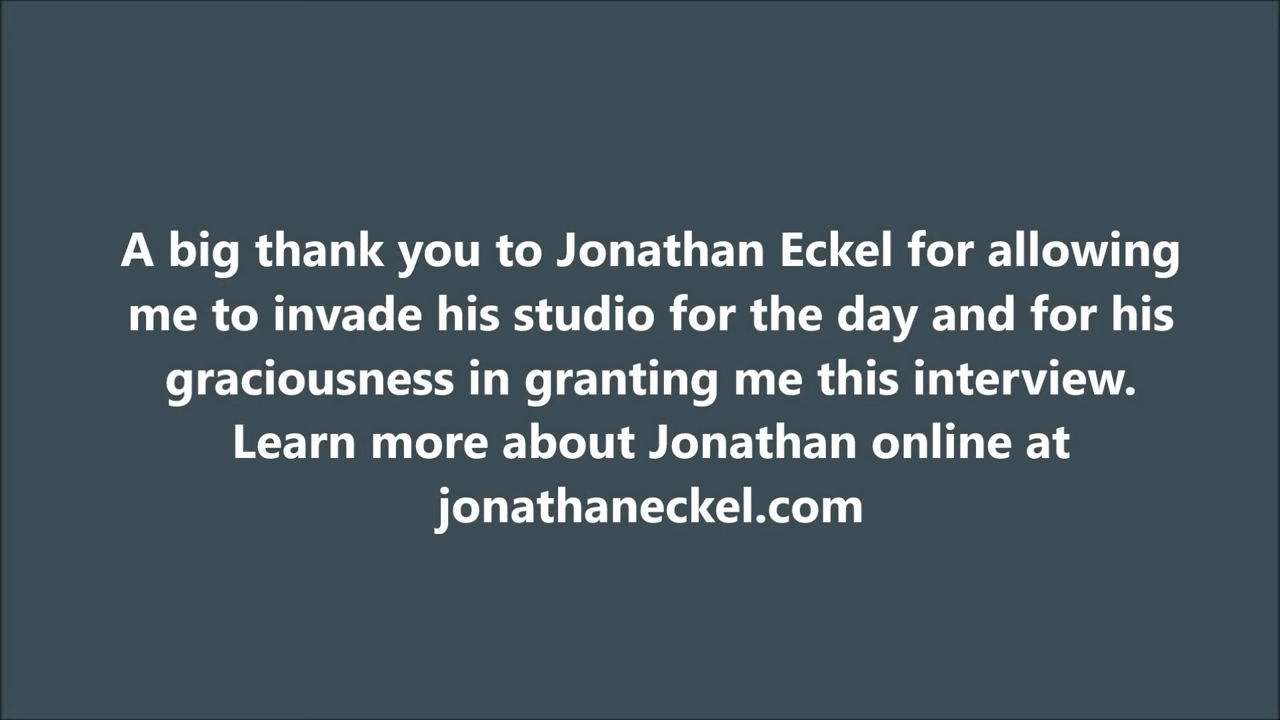 A big thank you to Jonathan Eckel for allowing
me to invade his studio for the day and for his
graciousness in granting me this interview.
Learn more about Jonathan online at
jonathaneckel.com